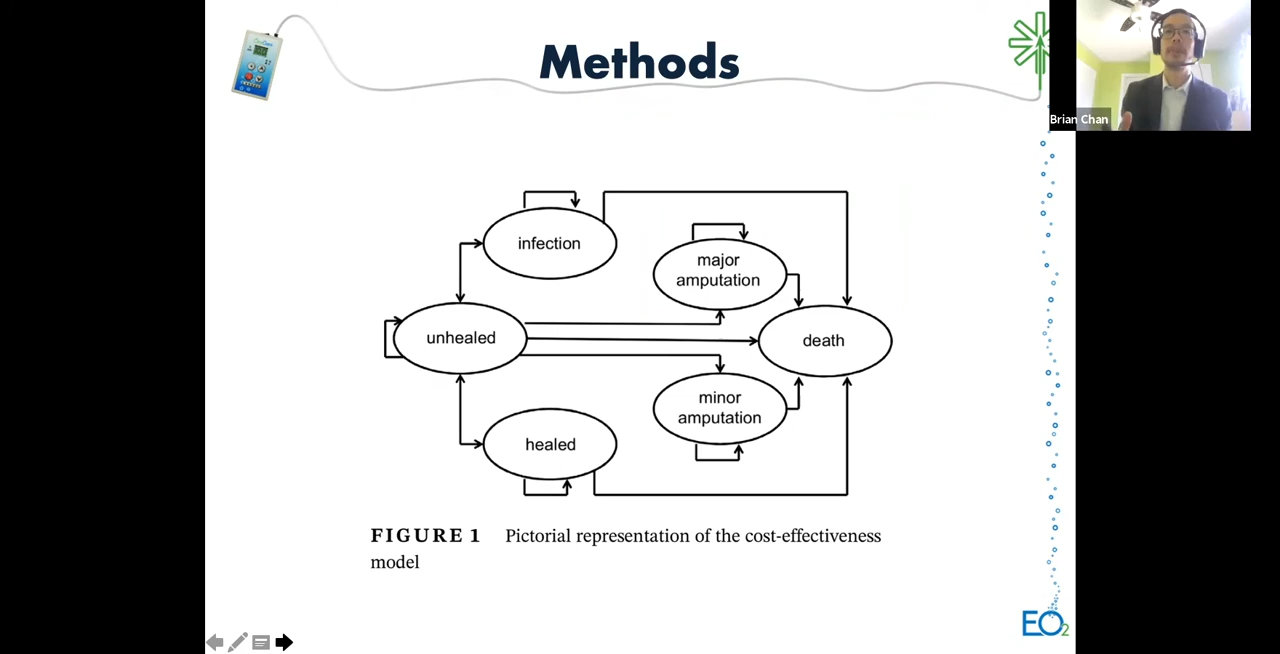 Methods
Brian Chan
infection
major
amputation
unhealed
death
minor
amputation
healed
FIGURE 1 Pictorial representation of the cost-effectiveness
model
EO2